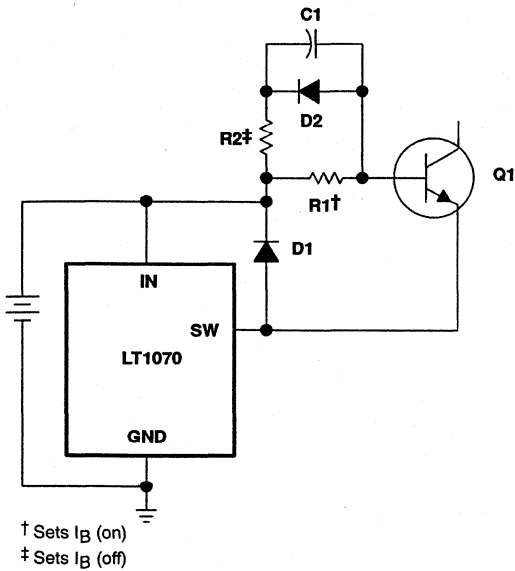 C1
D2
R2‡
R1†
Q1
D1
IN
SW
LT1070
GND
† Sets IB (on)
‡ Sets IB (off)